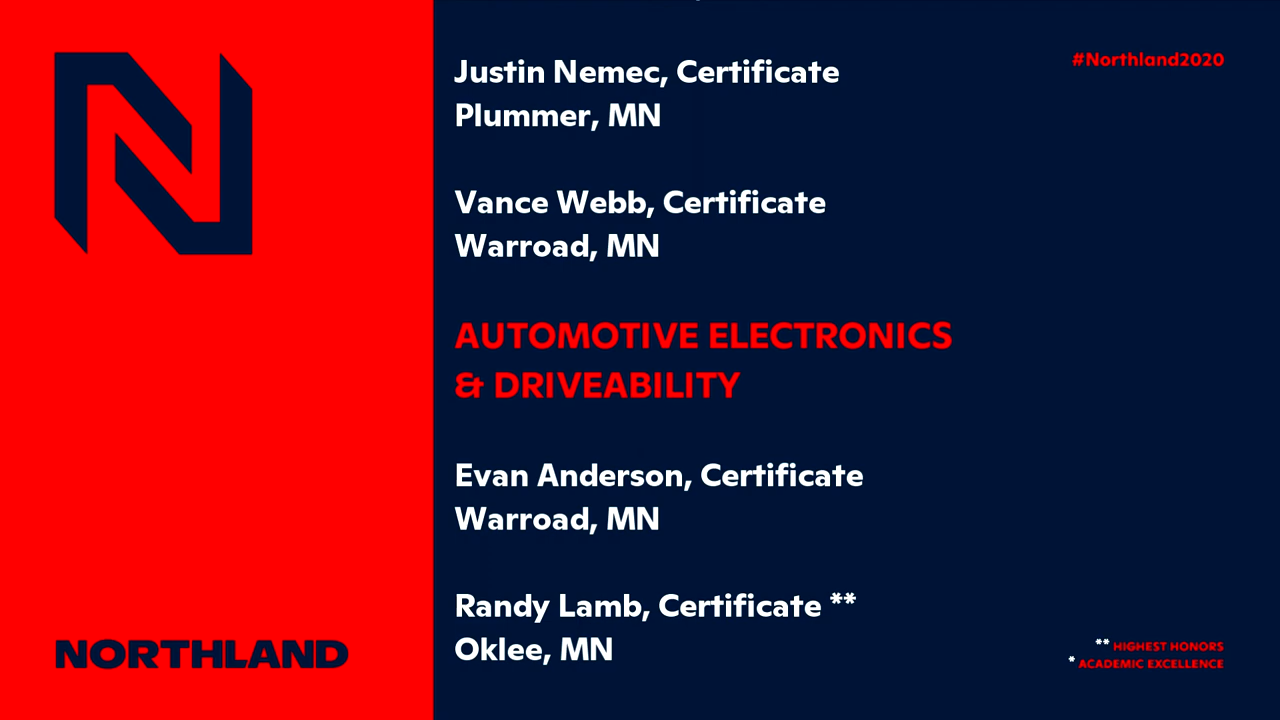 #Northland2020
Justin Nemec, Certificate
Plummer, MN
Vance Webb, Certificate
Warroad, MN
AUTOMOTIVE ELECTRONICS
& DRIVEABILITY
Evan Anderson, Certificate
Warroad, MN
Randy Lamb, Certificate **
Oklee, MN
NORTHLAND
** HIGHEST HONORS
* ACADEMIC EXCELLENCE